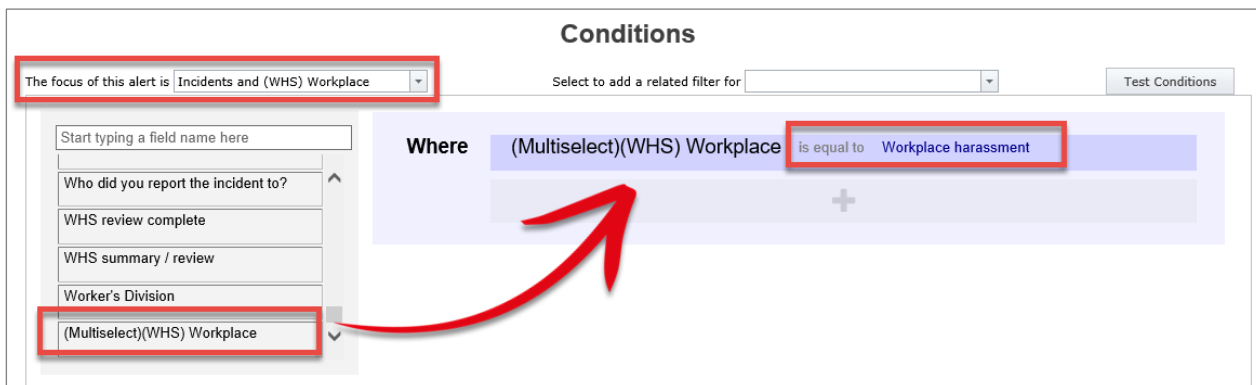 Conditions
The focus of this alert is Incidents and (WHS) Workplace
Select to add a related filter for
Test Conditions
Start typing a field name here
Who did you report the incident to?
WHS review complete
WHS summary / review
Worker's Division
(Multiselect)(WHS) Workplace
Where (Multiselect)(WHS) Workplace is equal to Workplace harassment